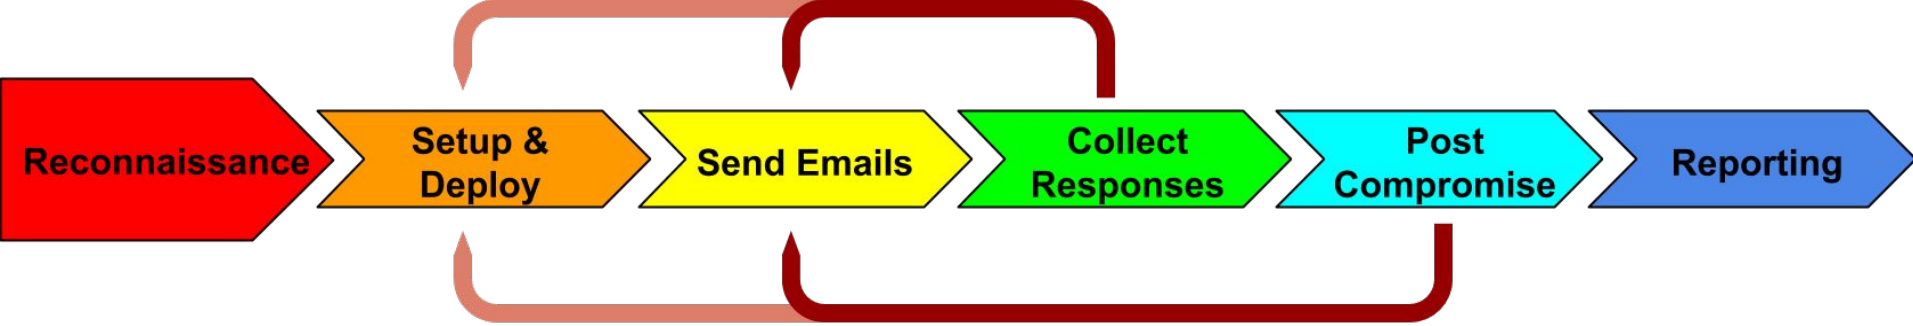 Reconnaissance
Setup &
Deploy
Send Emails
Collect
Responses
Post
Compromise
Reporting